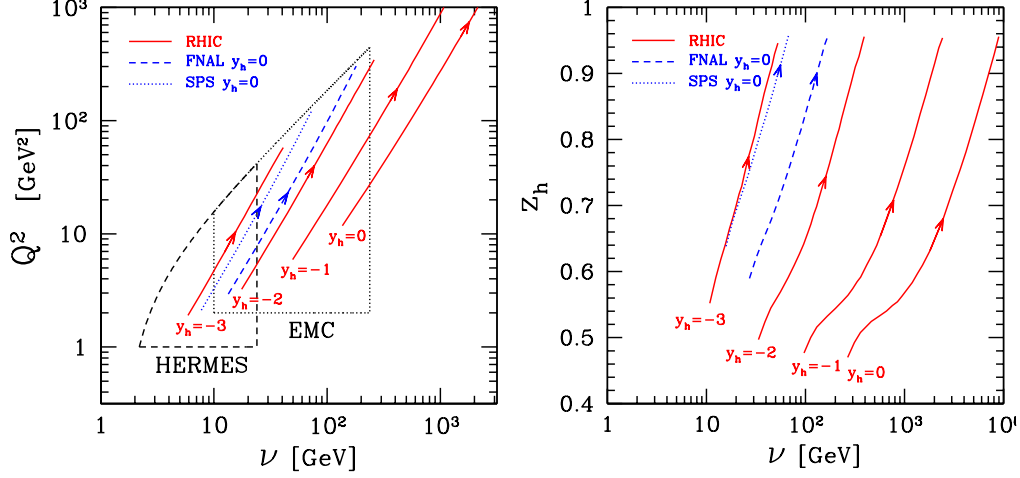 10³
RHIC
FNAL y_h=0
SPS y_h=0
10²
10
1
Q² [GeV²]
y_h=0
y_h=−1
y_h=−2
y_h=−3
EMC
HERMES
1 10 10² 10³
ν [GeV]
1
RHIC
FNAL y_h=0
SPS y_h=0
0.9
0.8
0.7
0.6
0.5
0.4
z_h
y_h=−3
y_h=−2
y_h=−1
y_h=0
1 10 10² 10³ 10⁴
ν [GeV]